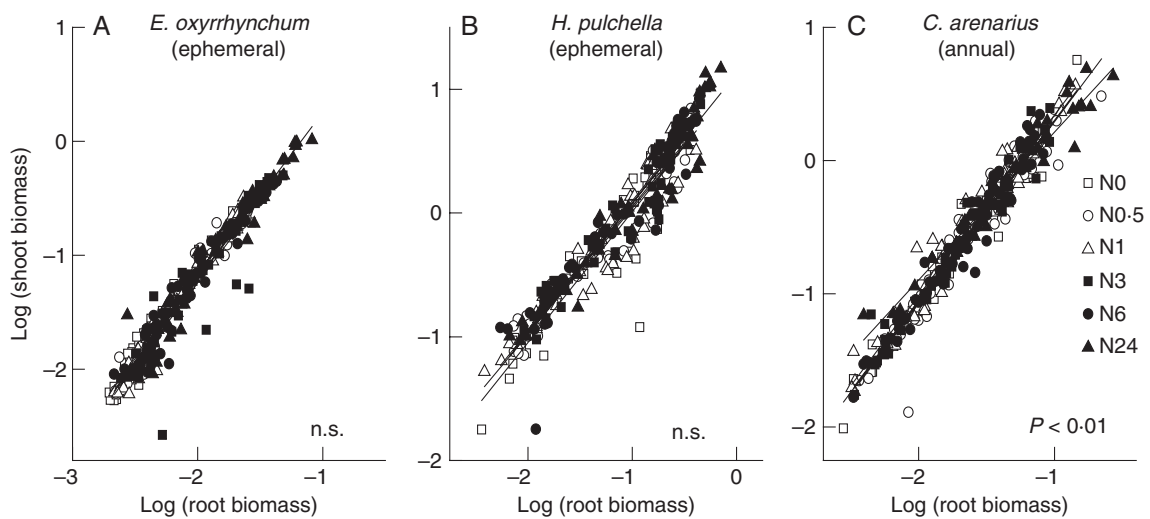 A
E. oxyrrhynchum
(ephemeral)
B
H. pulchella
(ephemeral)
C
C. arenarius
(annual)
Log (shoot biomass)
1
0
−1
−2
−3
−2
−1
n.s.
Log (root biomass)
1
0
−1
−2
−2
−1
0
n.s.
Log (root biomass)
1
0
−1
−2
−2
−1
P < 0·01
Log (root biomass)
N0
N0·5
N1
N3
N6
N24